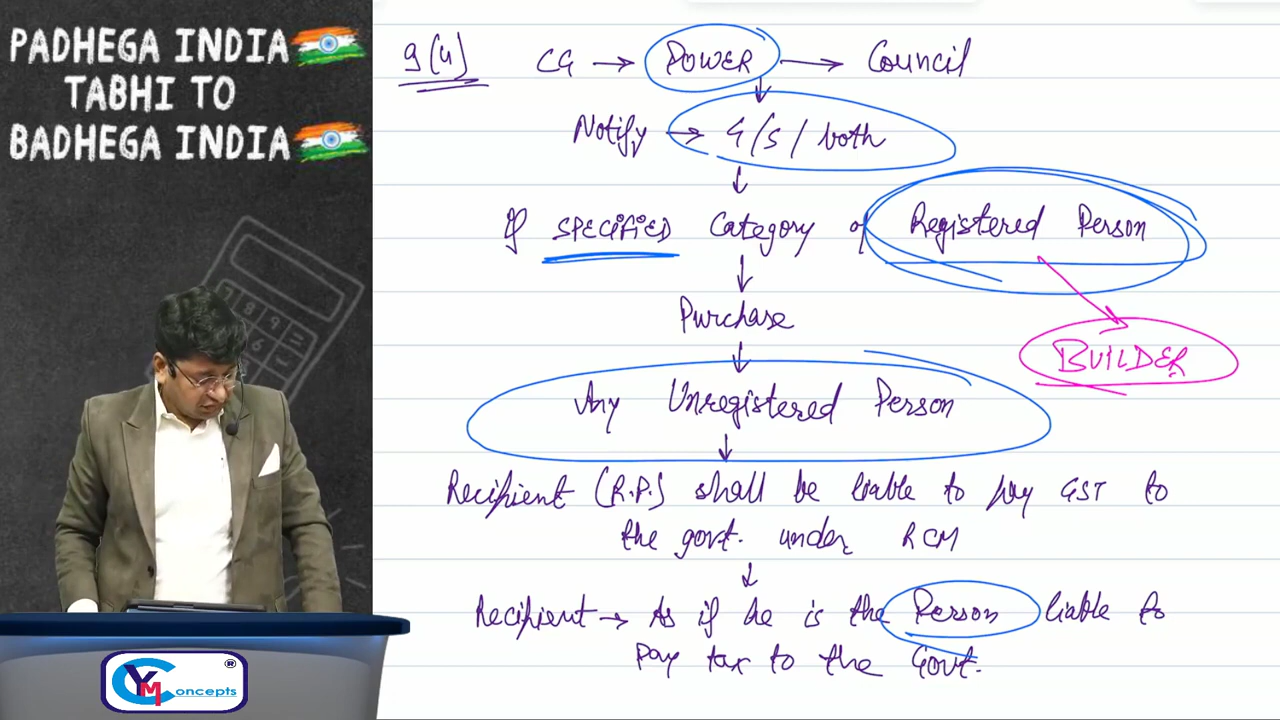 PADHEGA INDIA
TABHI TO
BADHEGA INDIA
9(4) CG → POWER → Council
Notify → G/S/ both
If SPECIFIED Category of Registered Person
Purchase
BUILDER
Any Unregistered Person
Recipient (R.P.) shall be liable to pay GST to
the govt. under RCM
Recipient → As if he is the Person liable to
Pay tax to the Govt.
YM Concepts ®